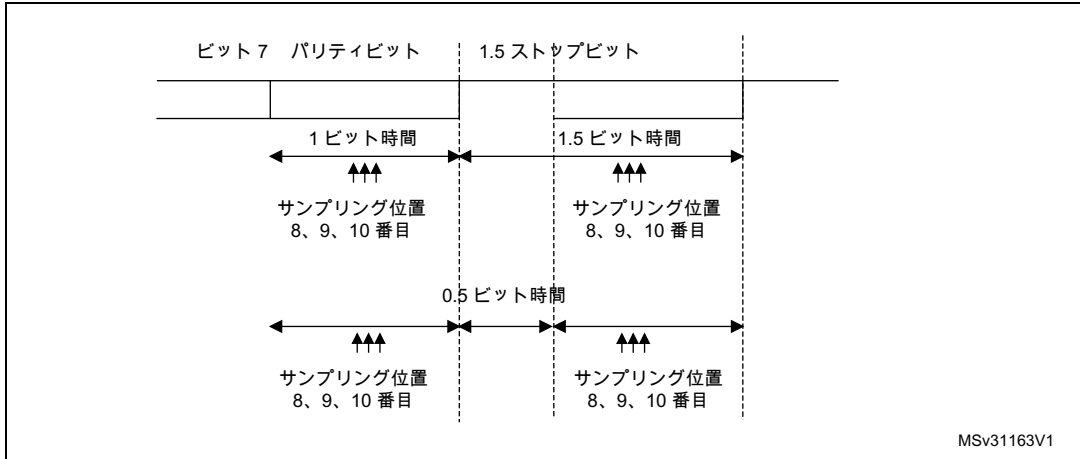 ビット 7 パリティビット 1.5 ストップビット
1 ビット時間 1.5 ビット時間
サンプリング位置 サンプリング位置
8、9、10 番目 8、9、10 番目
0.5 ビット時間
サンプリング位置 サンプリング位置
8、9、10 番目 8、9、10 番目
MSv31163V1